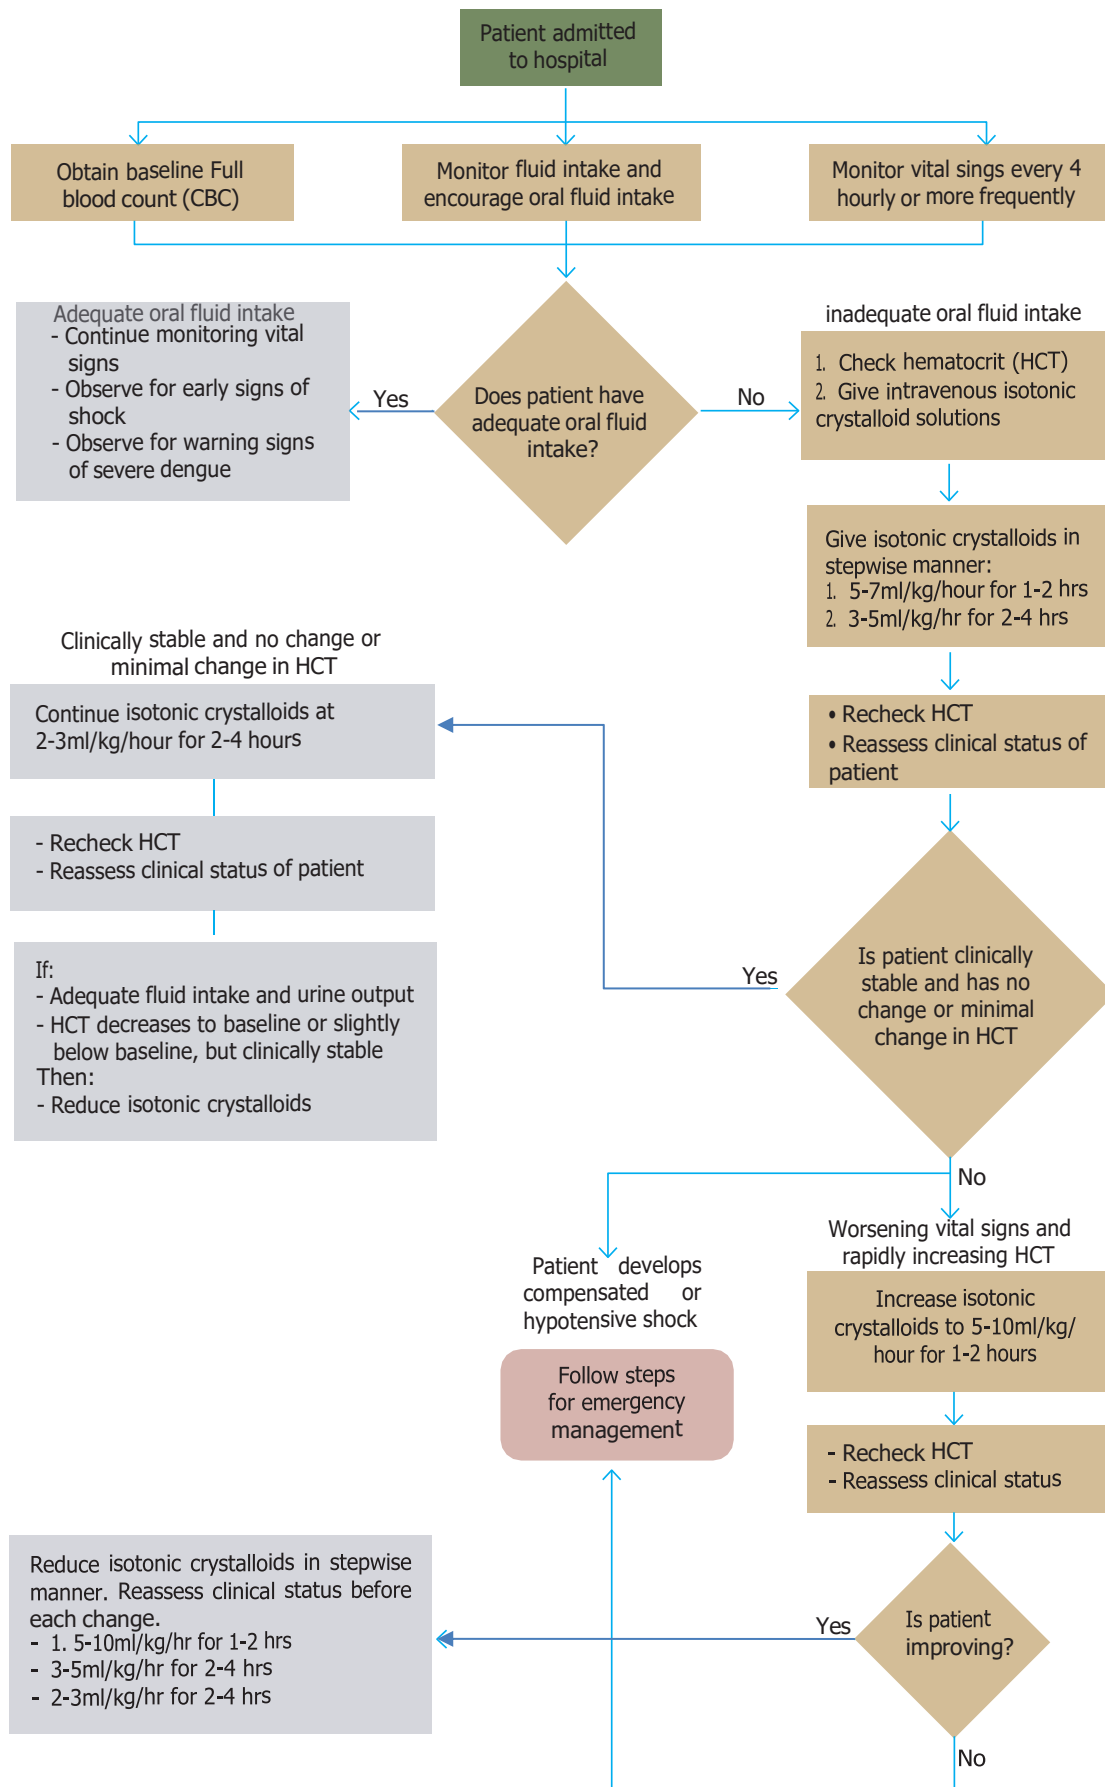 Patient admitted
to hospital
Obtain baseline Full
blood count (CBC)
Monitor fluid intake and
encourage oral fluid intake
Monitor vital sings every 4
hourly or more frequently
Adequate oral fluid intake
- Continue monitoring vital
signs
- Observe for early signs of
shock
- Observe for warning signs
of severe dengue
Yes
Does patient have
adequate oral fluid
intake?
No
inadequate oral fluid intake
1. Check hematocrit (HCT)
2. Give intravenous isotonic
crystalloid solutions
Give isotonic crystalloids in
stepwise manner:
1. 5-7ml/kg/hour for 1-2 hrs
2. 3-5ml/kg/hr for 2-4 hrs
Clinically stable and no change or
minimal change in HCT
Continue isotonic crystalloids at
2-3ml/kg/hour for 2-4 hours
• Recheck HCT
• Reassess clinical status of
patient
- Recheck HCT
- Reassess clinical status of patient
If:
- Adequate fluid intake and urine output
- HCT decreases to baseline or slightly
below baseline, but clinically stable
Then:
- Reduce isotonic crystalloids
Yes
Is patient clinically
stable and has no
change or minimal
change in HCT
No
Patient develops
compensated or
hypotensive shock
Follow steps
for emergency
management
Worsening vital signs and
rapidly increasing HCT
Increase isotonic
crystalloids to 5-10ml/kg/
hour for 1-2 hours
- Recheck HCT
- Reassess clinical status
Reduce isotonic crystalloids in stepwise
manner. Reassess clinical status before
each change.
- 1. 5-10ml/kg/hr for 1-2 hrs
- 3-5ml/kg/hr for 2-4 hrs
- 2-3ml/kg/hr for 2-4 hrs
Yes
Is patient
improving?
No